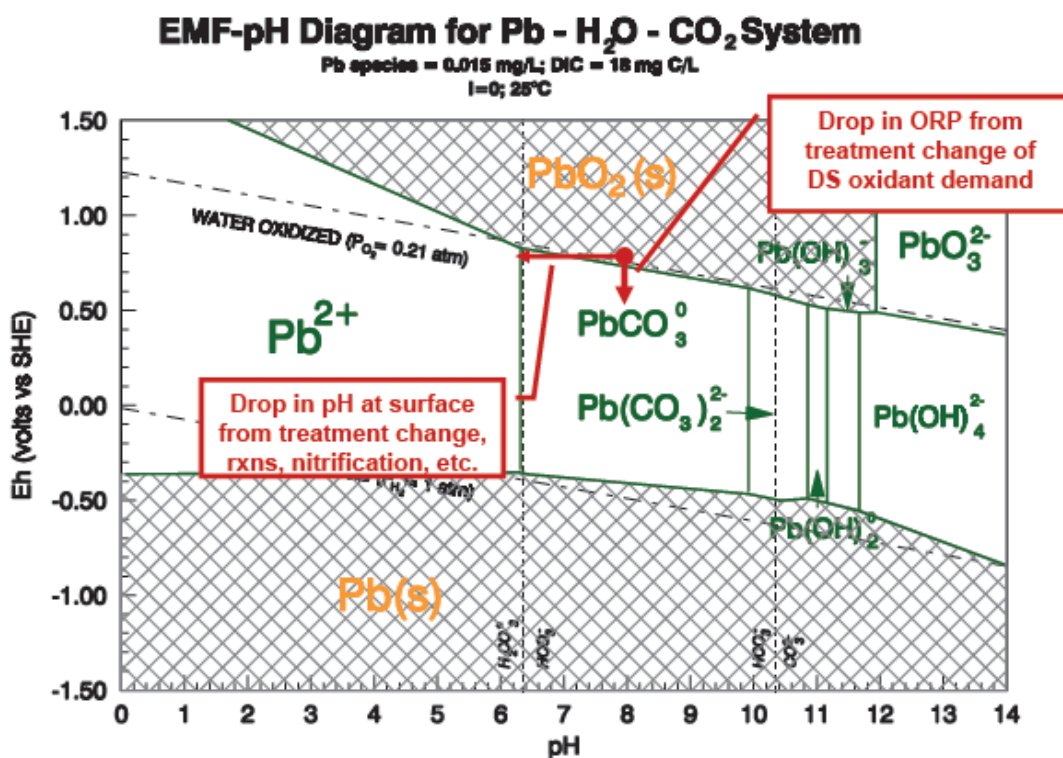 EMF-pH Diagram for Pb - H₂O - CO₂ System
Pb species = 0.015 mg/L; DIC = 18 mg C/L
I=0; 25°C
Drop in ORP from
treatment change of
DS oxidant demand
PbO₂(s)
WATER OXIDIZED (P_O₂= 0.21 atm)
Pb(OH)₃⁻
PbO₃²⁻
Pb²⁺
PbCO₃⁰
Drop in pH at surface
from treatment change,
rxns, nitrification, etc.
Pb(CO₃)₂²⁻
Pb(OH)₄²⁻
1 atm)
Pb(OH)₂⁰
Pb(s)
H₂CO₃
HCO₃⁻
HCO₃⁻
CO₃²⁻
Eh (volts vs SHE)
1.50
1.00
0.50
0.00
-0.50
-1.00
-1.50
0 1 2 3 4 5 6 7 8 9 10 11 12 13 14
pH